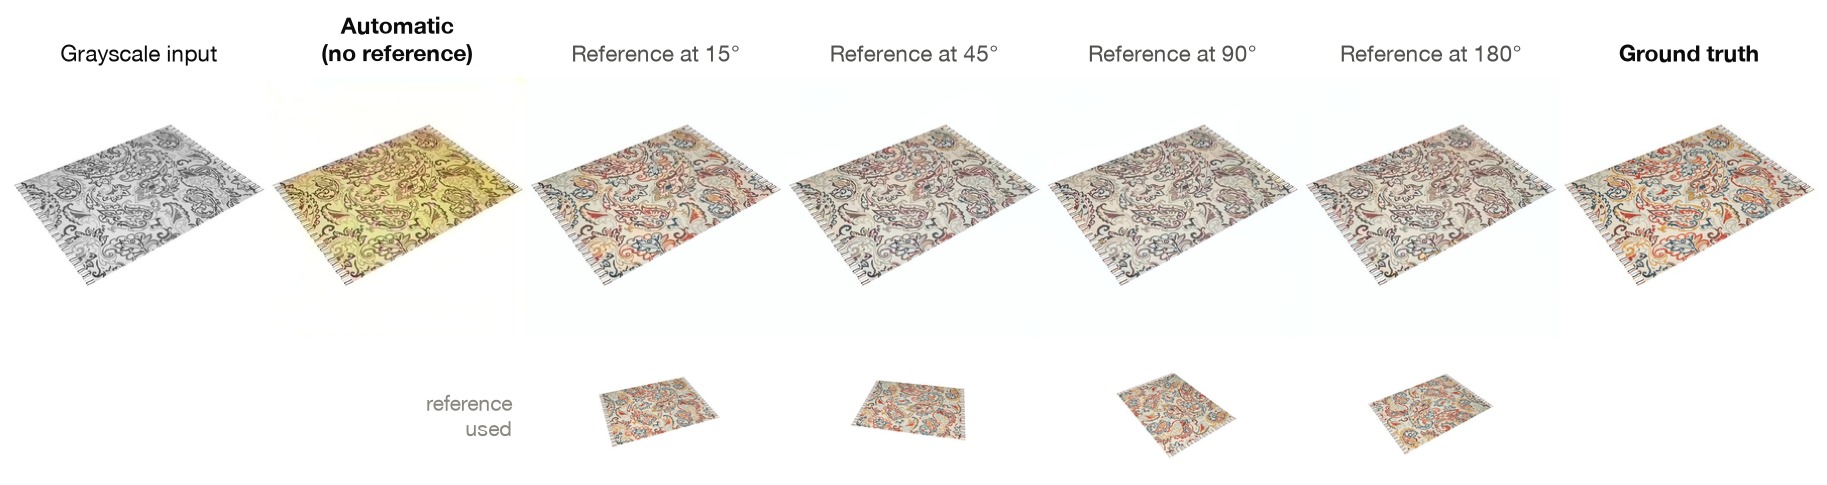 Grayscale input
Automatic
(no reference)
Reference at 15°
Reference at 45°
Reference at 90°
Reference at 180°
Ground truth
reference
used